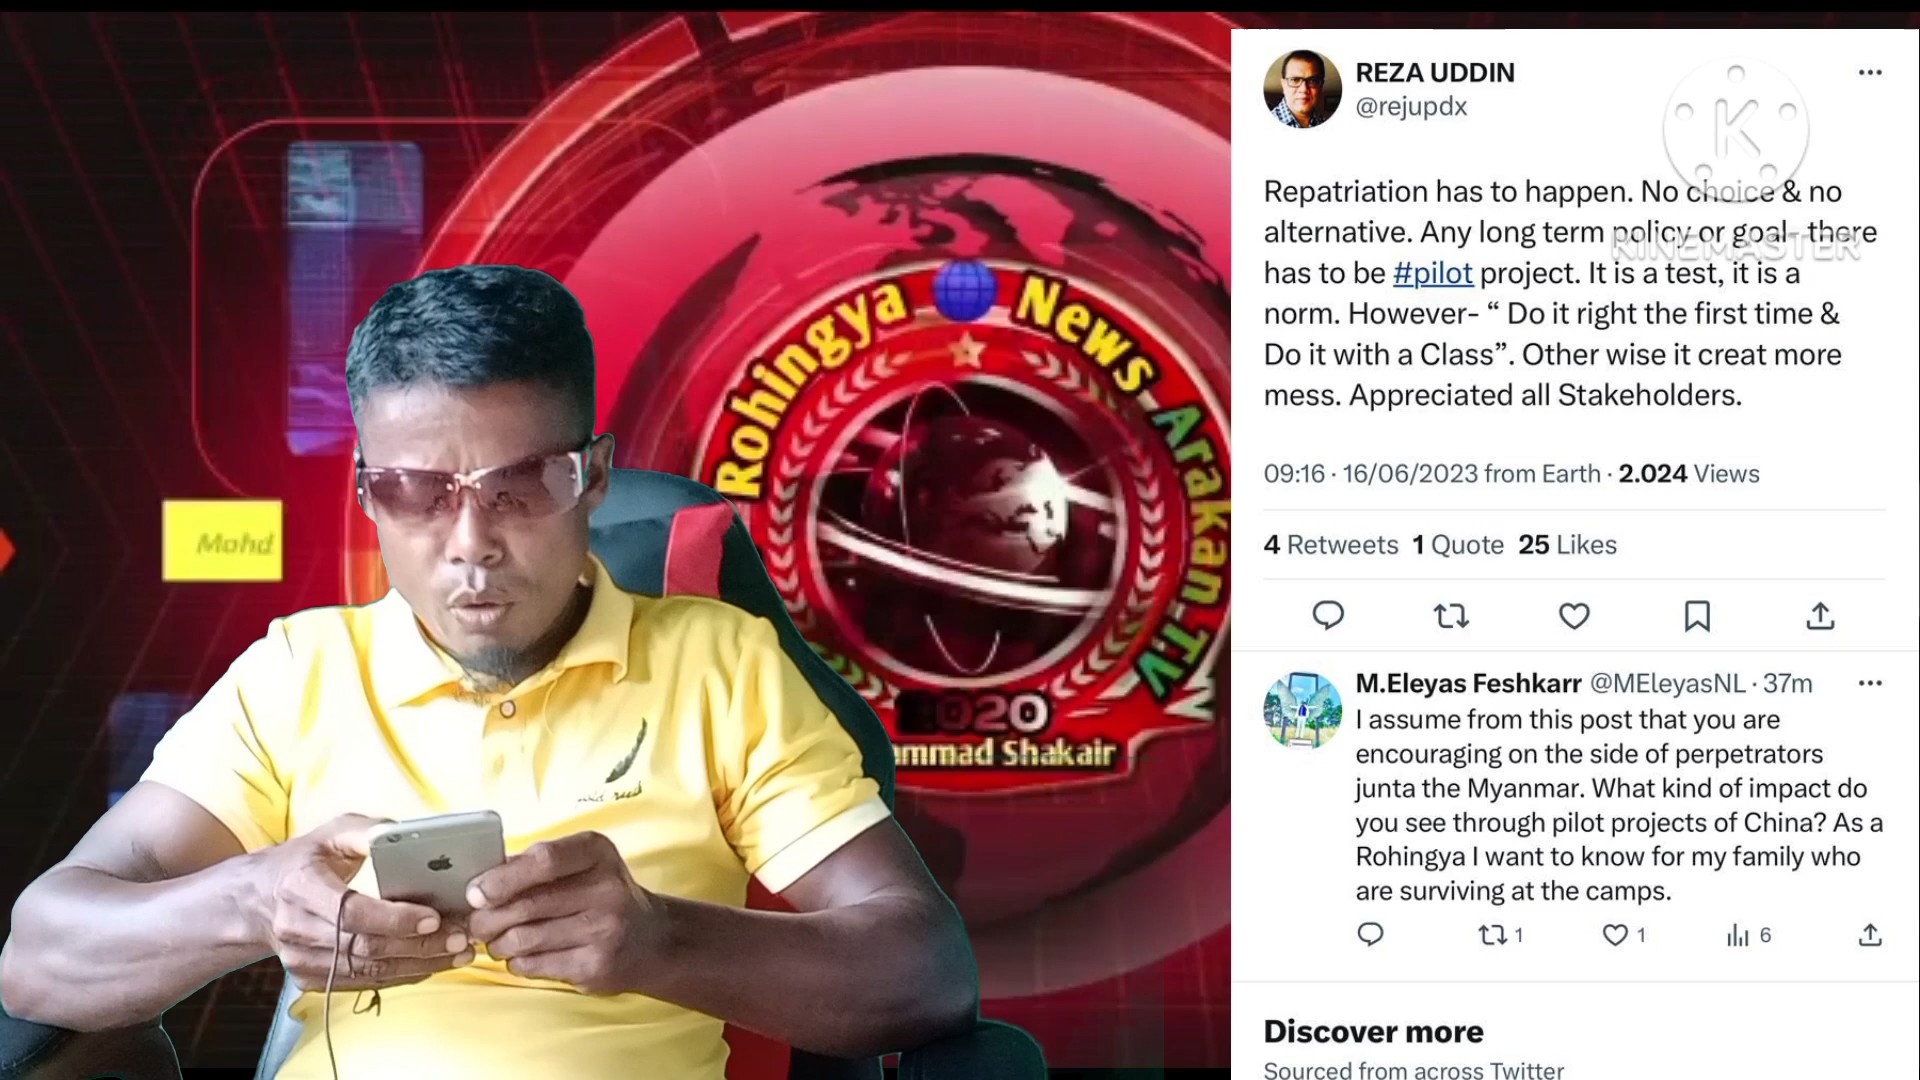 Rohingya News-Arakan-T.V
2020
ammad Shakair
Mohd
REZA UDDIN
@rejupdx
Repatriation has to happen. No choice & no
alternative. Any long term policy or goal- there
has to be #pilot project. It is a test, it is a
norm. However- “ Do it right the first time &
Do it with a Class”. Other wise it creat more
mess. Appreciated all Stakeholders.
09:16 · 16/06/2023 from Earth · 2.024 Views
4 Retweets 1 Quote 25 Likes
M.Eleyas Feshkarr @MEleyasNL · 37m
I assume from this post that you are
encouraging on the side of perpetrators
junta the Myanmar. What kind of impact do
you see through pilot projects of China? As a
Rohingya I want to know for my family who
are surviving at the camps.
1 1 6
Discover more
Sourced from across Twitter
K
KINEMASTER